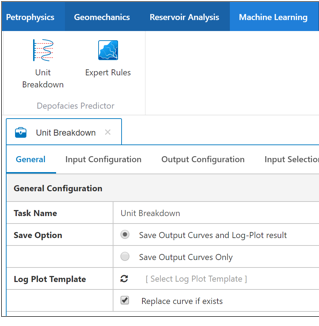 Petrophysics Geomechanics Reservoir Analysis Machine Learning
Unit Breakdown Expert Rules
Depofacies Predictor
Unit Breakdown ×
General Input Configuration Output Configuration Input Selectio
General Configuration
Task Name Unit Breakdown
Save Option Save Output Curves and Log-Plot result
Save Output Curves Only
Log Plot Template [ Select Log Plot Template ]
Replace curve if exists